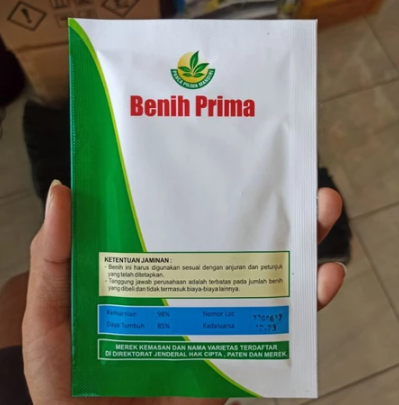 Benih Prima
KETENTUAN JAMINAN :
- Benih ini harus digunakan sesuai dengan anjuran dan petunjuk
yang telah ditetapkan.
- Tanggung jawab perusahaan adalah terbatas pada jumlah benih
yang dibeli dan tidak termasuk biaya-biaya lainnya.
Kemurnian 98% Nomor Lot
Daya Tumbuh 85% Kadaluarsa
MEREK KEMASAN DAN NAMA VARIETAS TERDAFTAR
DI DIREKTORAT JENDERAL HAK CIPTA, PATEN DAN MEREK.